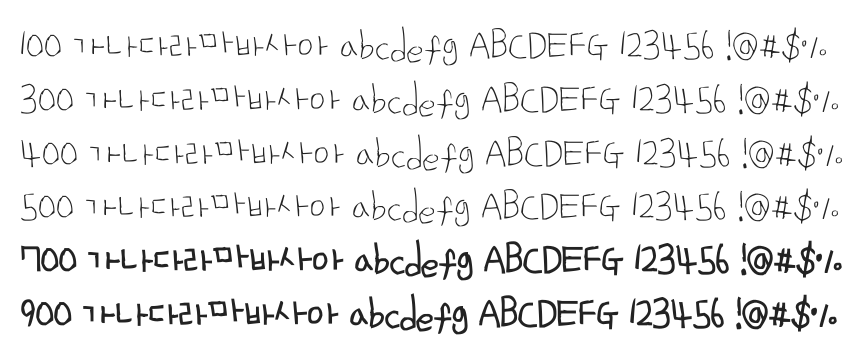 100 가나다라마바사아 abcdefg ABCDEFG 123456 !@#$%
300 가나다라마바사아 abcdefg ABCDEFG 123456 !@#$%
400 가나다라마바사아 abcdefg ABCDEFG 123456 !@#$%
500 가나다라마바사아 abcdefg ABCDEFG 123456 !@#$%
700 가나다라마바사아 abcdefg ABCDEFG 123456 !@#$%
900 가나다라마바사아 abcdefg ABCDEFG 123456 !@#$%